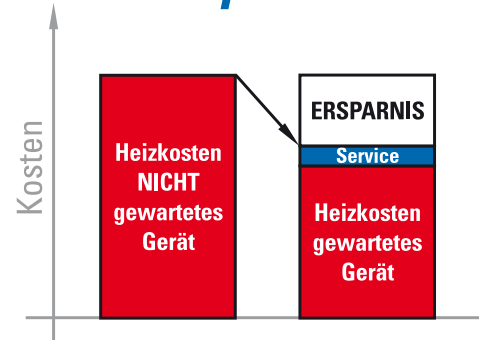 Kosten
Heizkosten
NICHT
gewartetes
Gerät
ERSPARNIS
Service
Heizkosten
gewartetes
Gerät